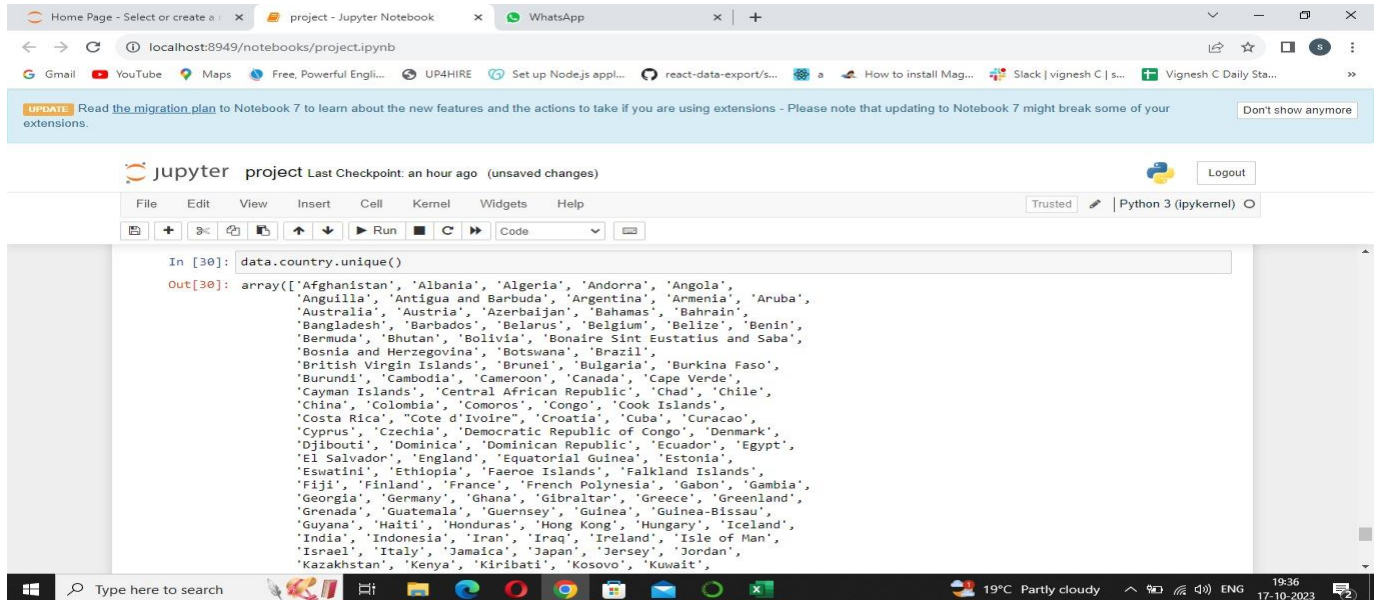 Home Page - Select or create a
project - Jupyter Notebook
WhatsApp
localhost:8949/notebooks/project.ipynb
Gmail YouTube Maps Free, Powerful Engli... UP4HIRE Set up Node.js appl... react-data-export/s... a How to install Mag... Slack | vignesh C | s... Vignesh C Daily Sta... »
UPDATE Read the migration plan to Notebook 7 to learn about the new features and the actions to take if you are using extensions - Please note that updating to Notebook 7 might break some of your
extensions.
Don't show anymore
jupyter project Last Checkpoint: an hour ago (unsaved changes)
Logout
File Edit View Insert Cell Kernel Widgets Help
Trusted Python 3 (ipykernel)
Run Code
In [30]: data.country.unique()
Out[30]: array(['Afghanistan', 'Albania', 'Algeria', 'Andorra', 'Angola',
'Anguilla', 'Antigua and Barbuda', 'Argentina', 'Armenia', 'Aruba',
'Australia', 'Austria', 'Azerbaijan', 'Bahamas', 'Bahrain',
'Bangladesh', 'Barbados', 'Belarus', 'Belgium', 'Belize', 'Benin',
'Bermuda', 'Bhutan', 'Bolivia', 'Bonaire Sint Eustatius and Saba',
'Bosnia and Herzegovina', 'Botswana', 'Brazil',
'British Virgin Islands', 'Brunei', 'Bulgaria', 'Burkina Faso',
'Burundi', 'Cambodia', 'Cameroon', 'Canada', 'Cape Verde',
'Cayman Islands', 'Central African Republic', 'Chad', 'Chile',
'China', 'Colombia', 'Comoros', 'Congo', 'Cook Islands',
'Costa Rica', "Cote d'Ivoire", 'Croatia', 'Cuba', 'Curacao',
'Cyprus', 'Czechia', 'Democratic Republic of Congo', 'Denmark',
'Djibouti', 'Dominica', 'Dominican Republic', 'Ecuador', 'Egypt',
'El Salvador', 'England', 'Equatorial Guinea', 'Estonia',
'Eswatini', 'Ethiopia', 'Faeroe Islands', 'Falkland Islands',
'Fiji', 'Finland', 'France', 'French Polynesia', 'Gabon', 'Gambia',
'Georgia', 'Germany', 'Ghana', 'Gibraltar', 'Greece', 'Greenland',
'Grenada', 'Guatemala', 'Guernsey', 'Guinea', 'Guinea-Bissau',
'Guyana', 'Haiti', 'Honduras', 'Hong Kong', 'Hungary', 'Iceland',
'India', 'Indonesia', 'Iran', 'Iraq', 'Ireland', 'Isle of Man',
'Israel', 'Italy', 'Jamaica', 'Japan', 'Jersey', 'Jordan',
'Kazakhstan', 'Kenya', 'Kiribati', 'Kosovo', 'Kuwait',
Type here to search
19°C Partly cloudy
ENG
19:36
17-10-2023